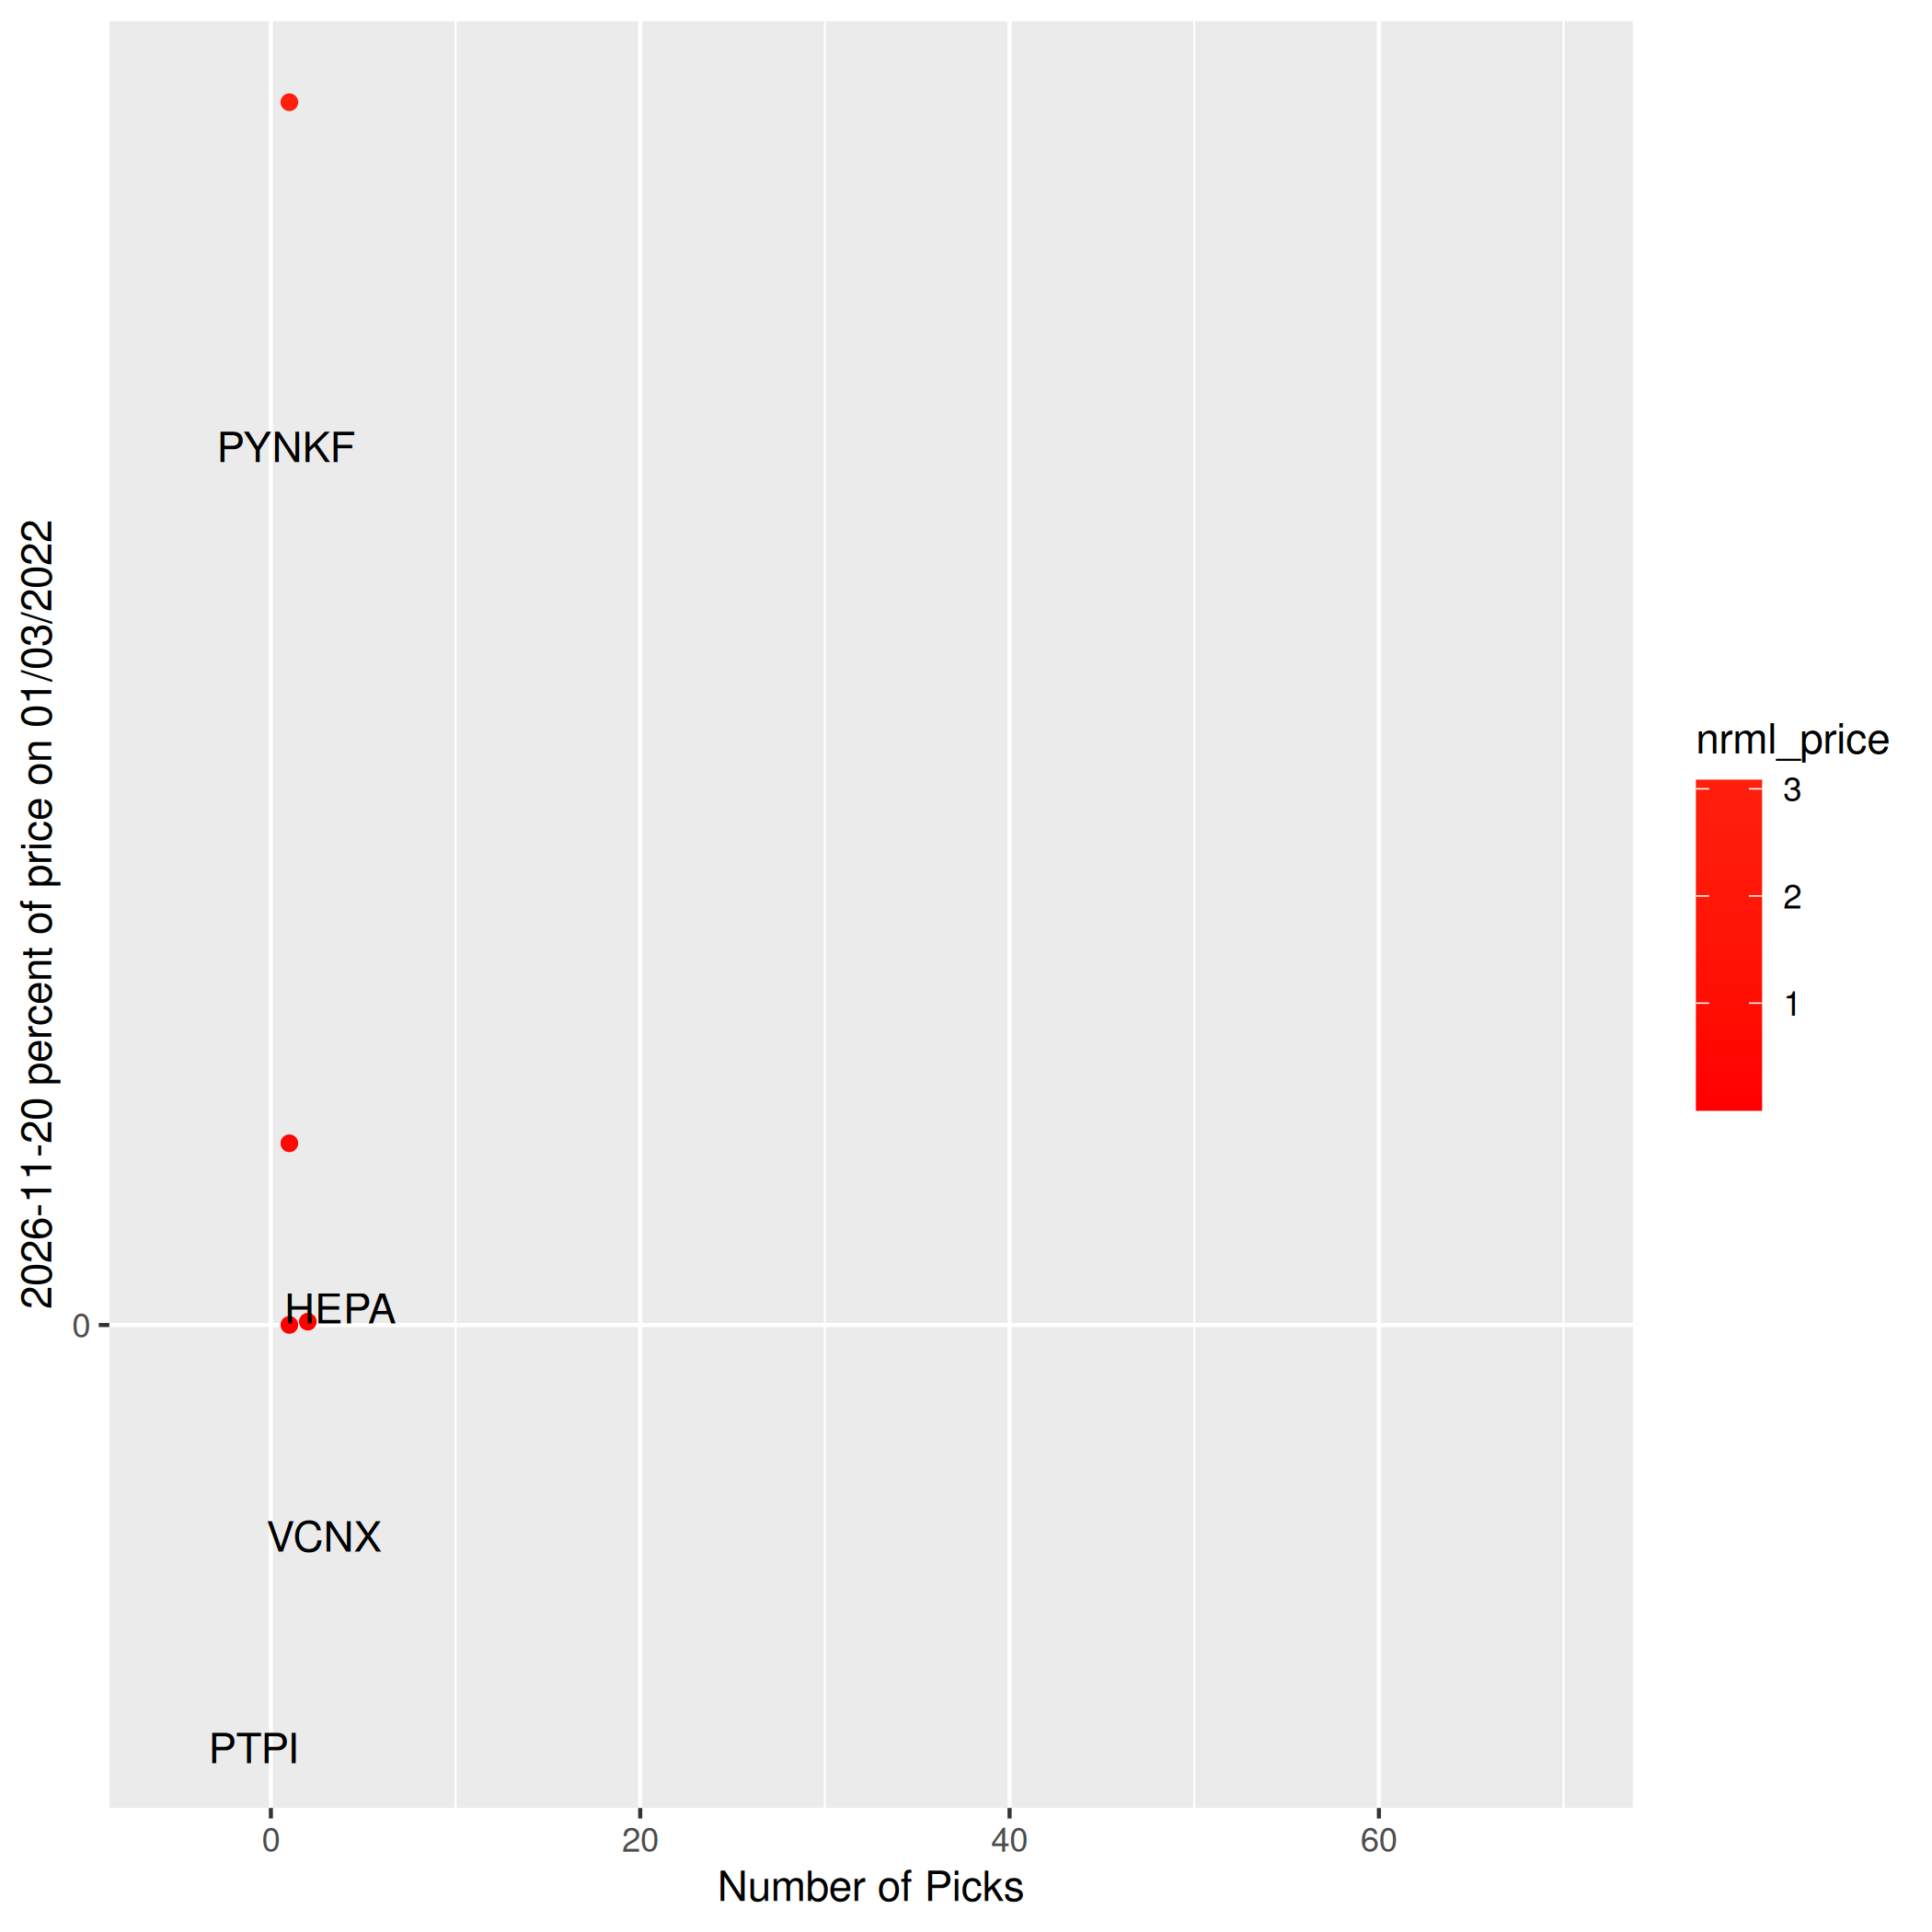 PYNKF
HEPA
VCNX
PTPI
2026-11-20 percent of price on 01/03/2022
0
0
20
40
60
Number of Picks
nrml_price
3
2
1